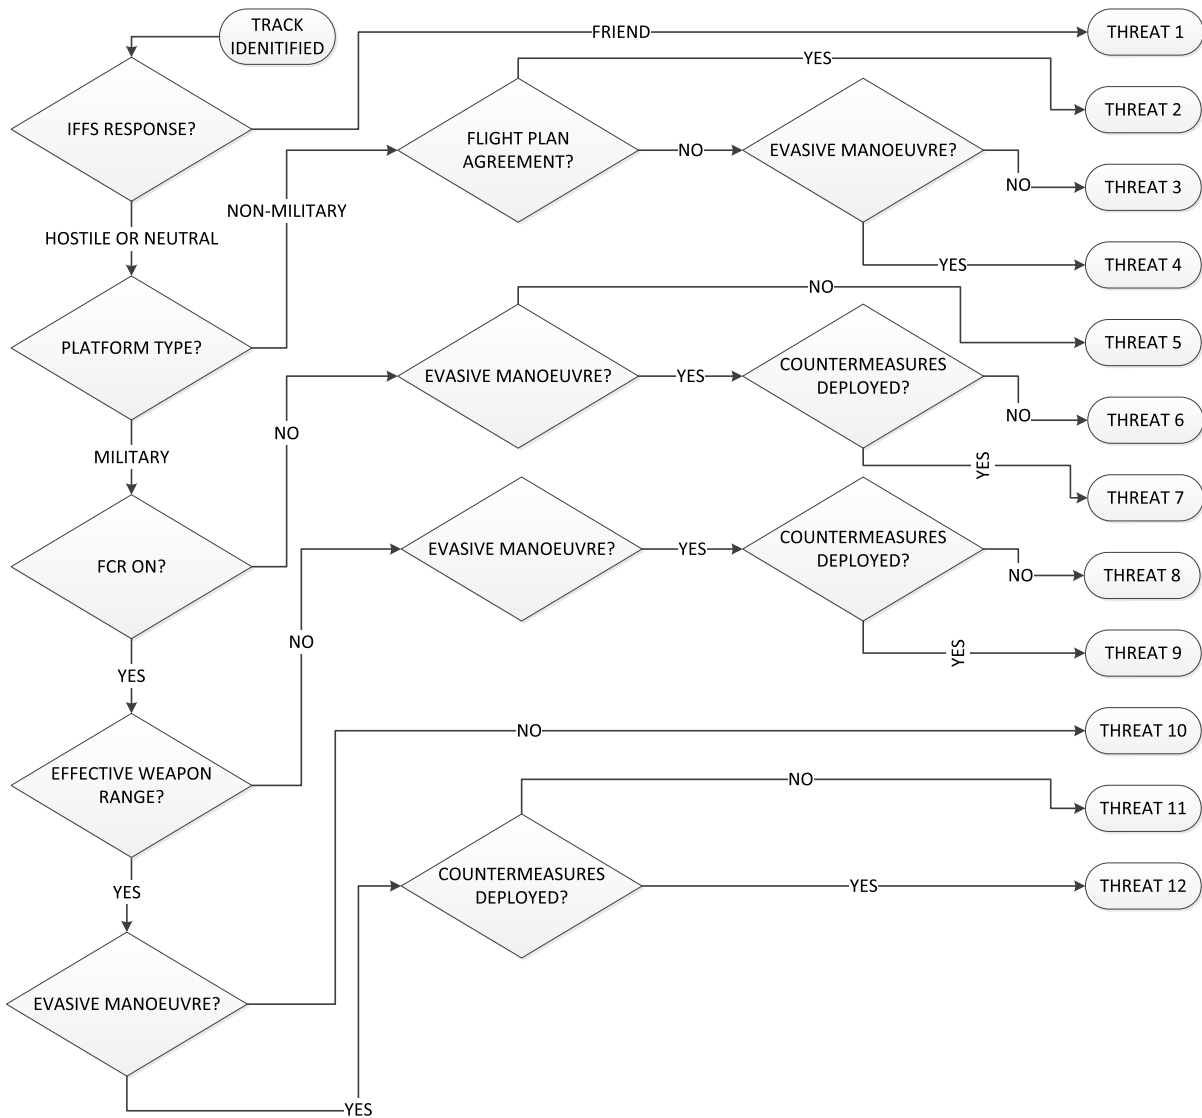 TRACK
IDENITIFIED
FRIEND
THREAT 1
YES
IFFS RESPONSE?
FLIGHT PLAN
AGREEMENT?
NO
EVASIVE MANOEUVRE?
THREAT 2
NO
THREAT 3
NON-MILITARY
HOSTILE OR NEUTRAL
YES
THREAT 4
NO
PLATFORM TYPE?
THREAT 5
EVASIVE MANOEUVRE?
YES
COUNTERMEASURES
DEPLOYED?
NO
THREAT 6
NO
MILITARY
YES
THREAT 7
FCR ON?
EVASIVE MANOEUVRE?
YES
COUNTERMEASURES
DEPLOYED?
NO
THREAT 8
NO
YES
THREAT 9
YES
NO
THREAT 10
EFFECTIVE WEAPON
RANGE?
NO
THREAT 11
YES
COUNTERMEASURES
DEPLOYED?
YES
THREAT 12
EVASIVE MANOEUVRE?
YES